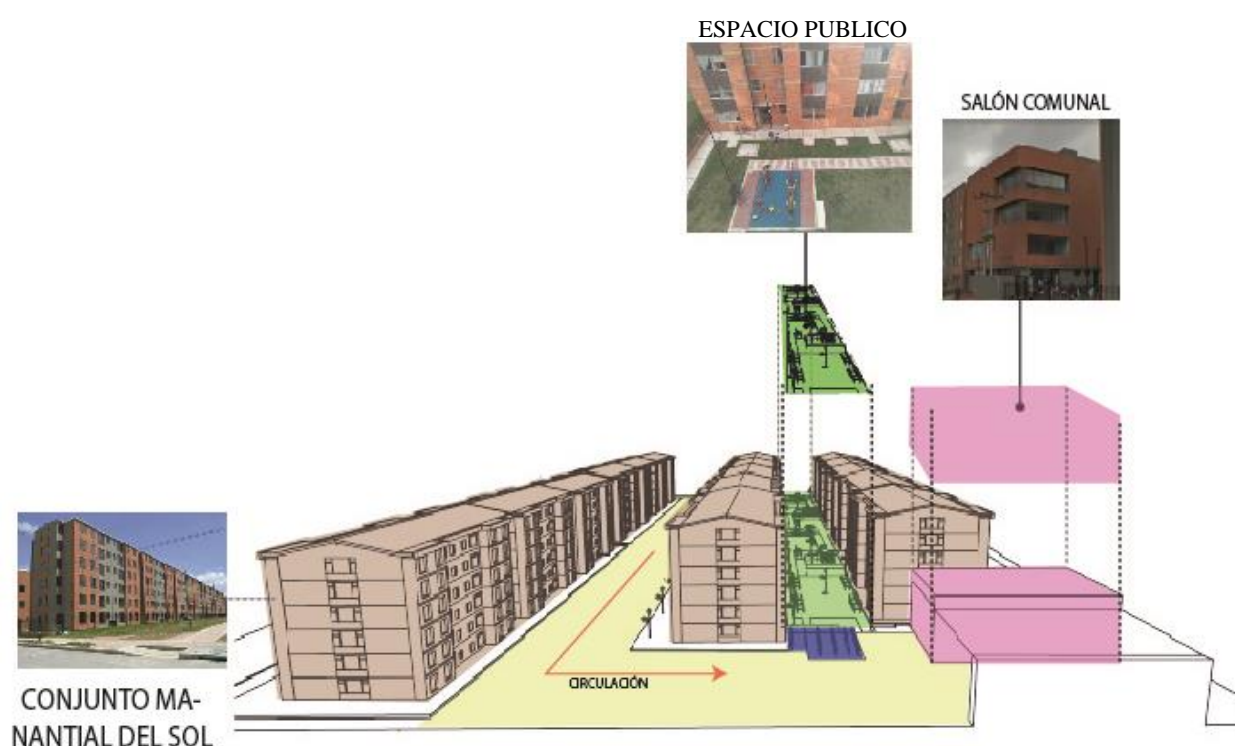 ESPACIO PUBLICO
SALÓN COMUNAL
CIRCULACIÓN
CONJUNTO MA-
NANTIAL DEL SOL